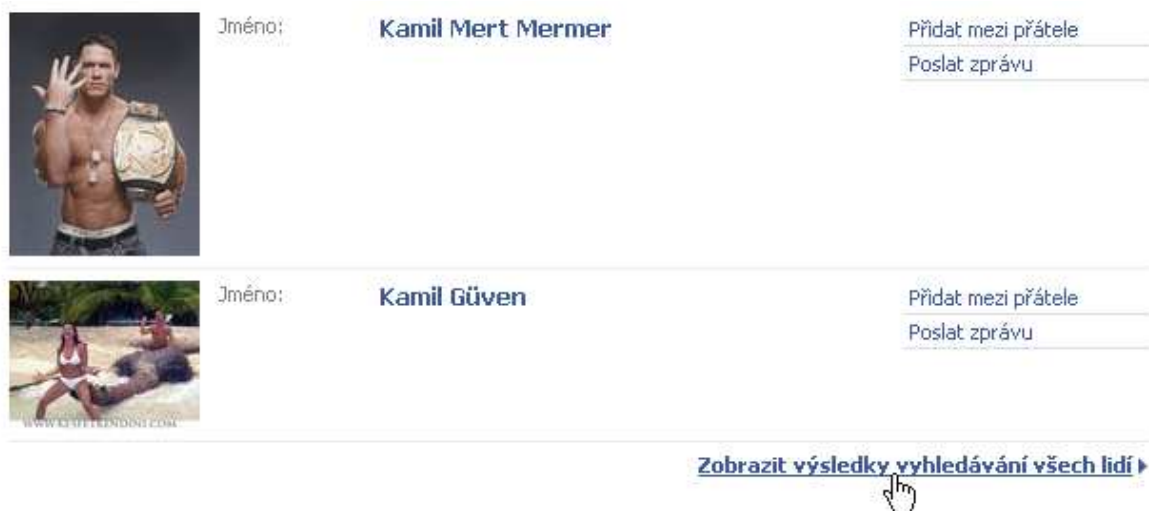 Jméno: Kamil Mert Mermer Přidat mezi přátele
Poslat zprávu
Jméno: Kamil Güven Přidat mezi přátele
Poslat zprávu
Zobrazit výsledky vyhledávání všech lidí